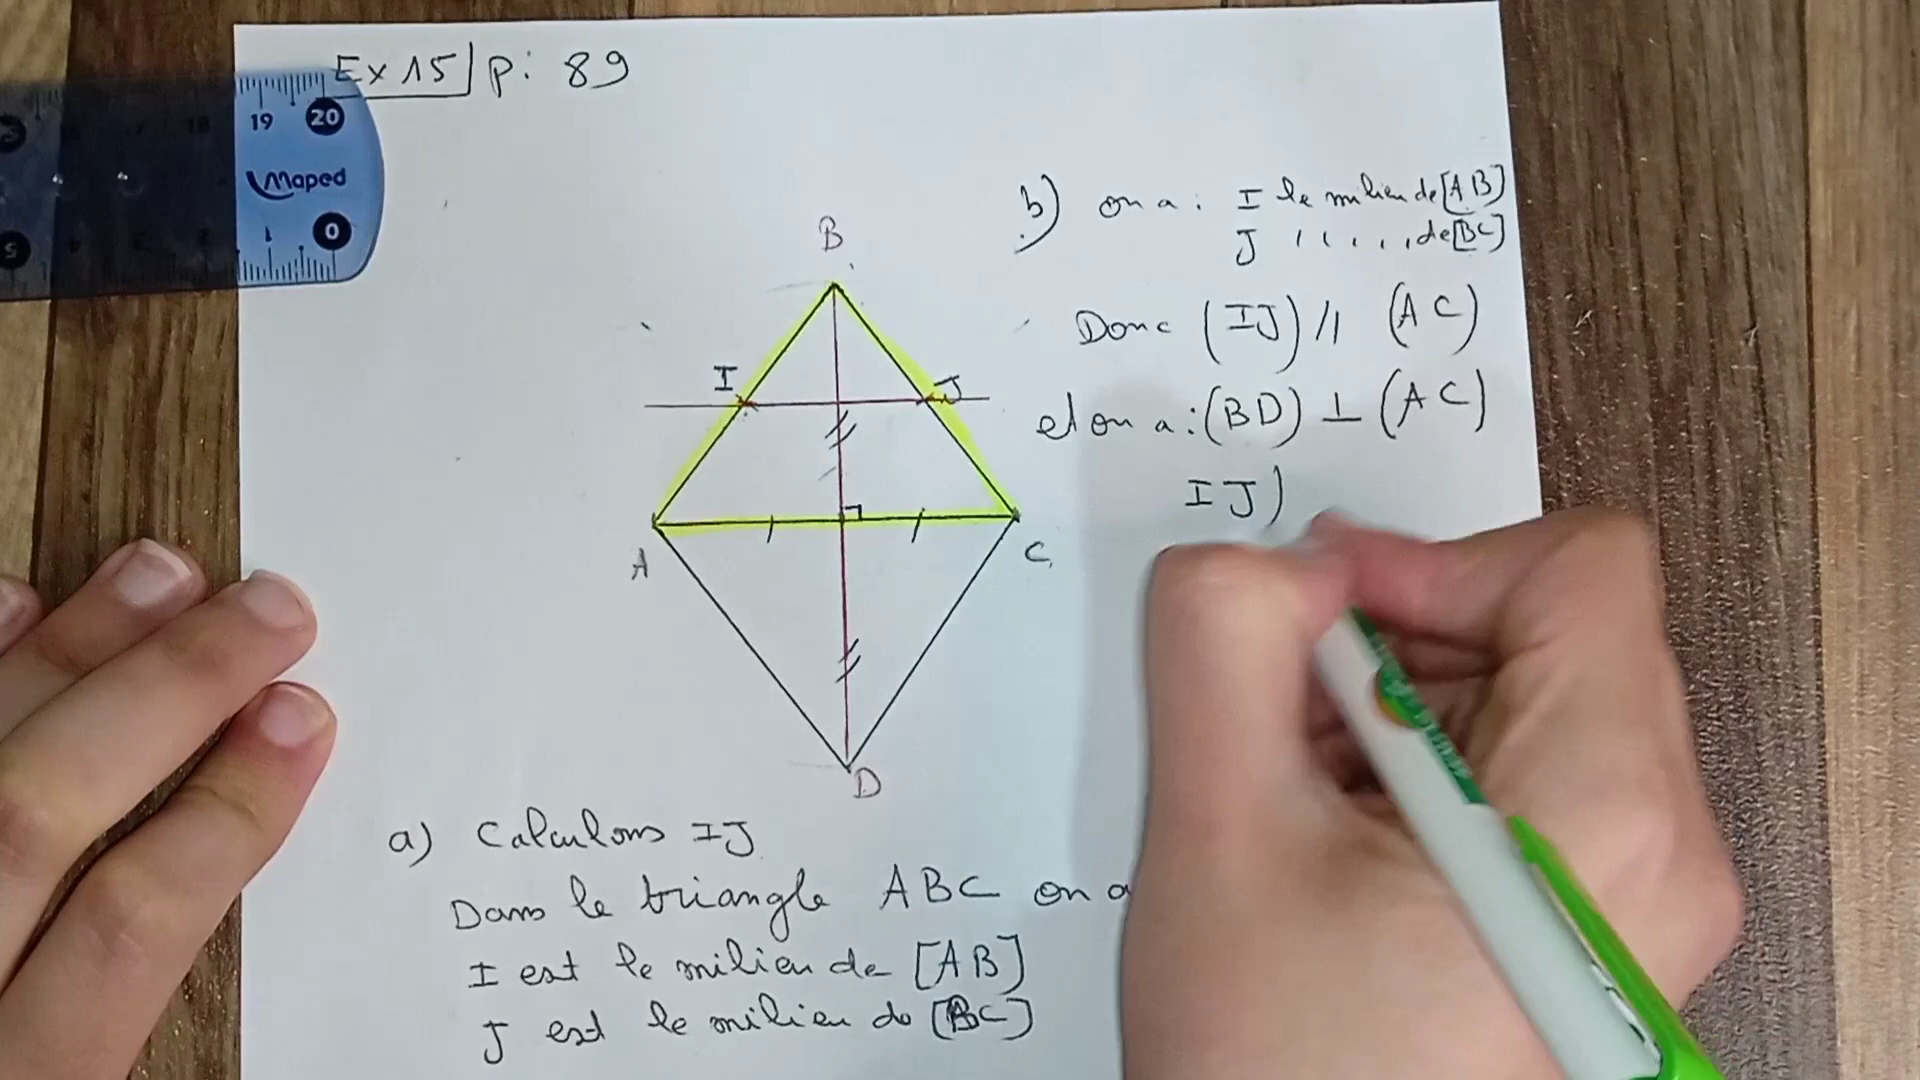 Ex 15 p: 89
19 20
Maped
1 0
B
I J
A C
D
b) on a : I le milieu de [AB]
J '' '' de [BC]
Donc (IJ) // (AC)
et on a : (BD) ⊥ (AC)
IJ)
a) Calculons IJ
Dans le triangle ABC on a
I est le milieu de [AB]
J est le milieu de [BC]